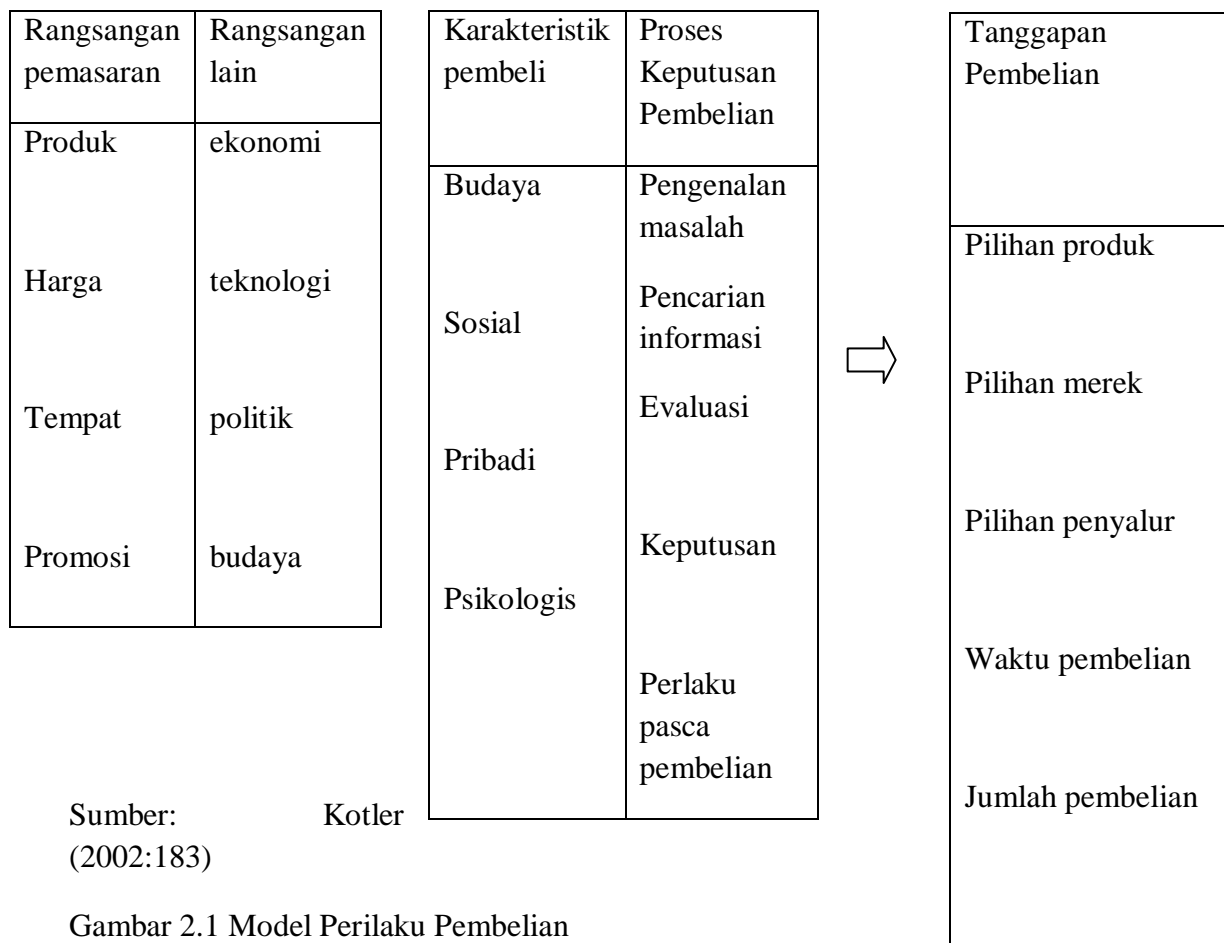 Rangsangan
pemasaran
Rangsangan
lain
Produk
ekonomi
Harga
teknologi
Tempat
politik
Promosi
budaya
Karakteristik
pembeli
Proses
Keputusan
Pembelian
Budaya
Pengenalan
masalah
Sosial
Pencarian
informasi
Evaluasi
Pribadi
Keputusan
Psikologis
Perlaku
pasca
pembelian
Tanggapan
Pembelian
Pilihan produk
Pilihan merek
Pilihan penyalur
Waktu pembelian
Jumlah pembelian
Sumber: Kotler
(2002:183)
Gambar 2.1 Model Perilaku Pembelian